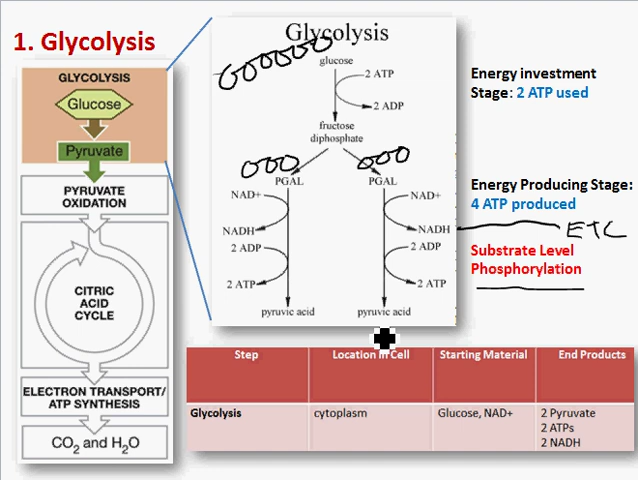 1. Glycolysis
GLYCOLYSIS
Glucose
Pyruvate
PYRUVATE
OXIDATION
CITRIC
ACID
CYCLE
ELECTRON TRANSPORT/
ATP SYNTHESIS
CO2 and H2O
Glycolysis
glucose
2 ATP
2 ADP
fructose
diphosphate
PGAL
PGAL
NAD+
NAD+
NADH
NADH
2 ADP
2 ADP
2 ATP
2 ATP
pyruvic acid
pyruvic acid
Energy investment
Stage: 2 ATP used
Energy Producing Stage:
4 ATP produced
ETC
Substrate Level
Phosphorylation
Step
Location in Cell
Starting Material
End Products
Glycolysis
cytoplasm
Glucose, NAD+
2 Pyruvate
2 ATPs
2 NADH